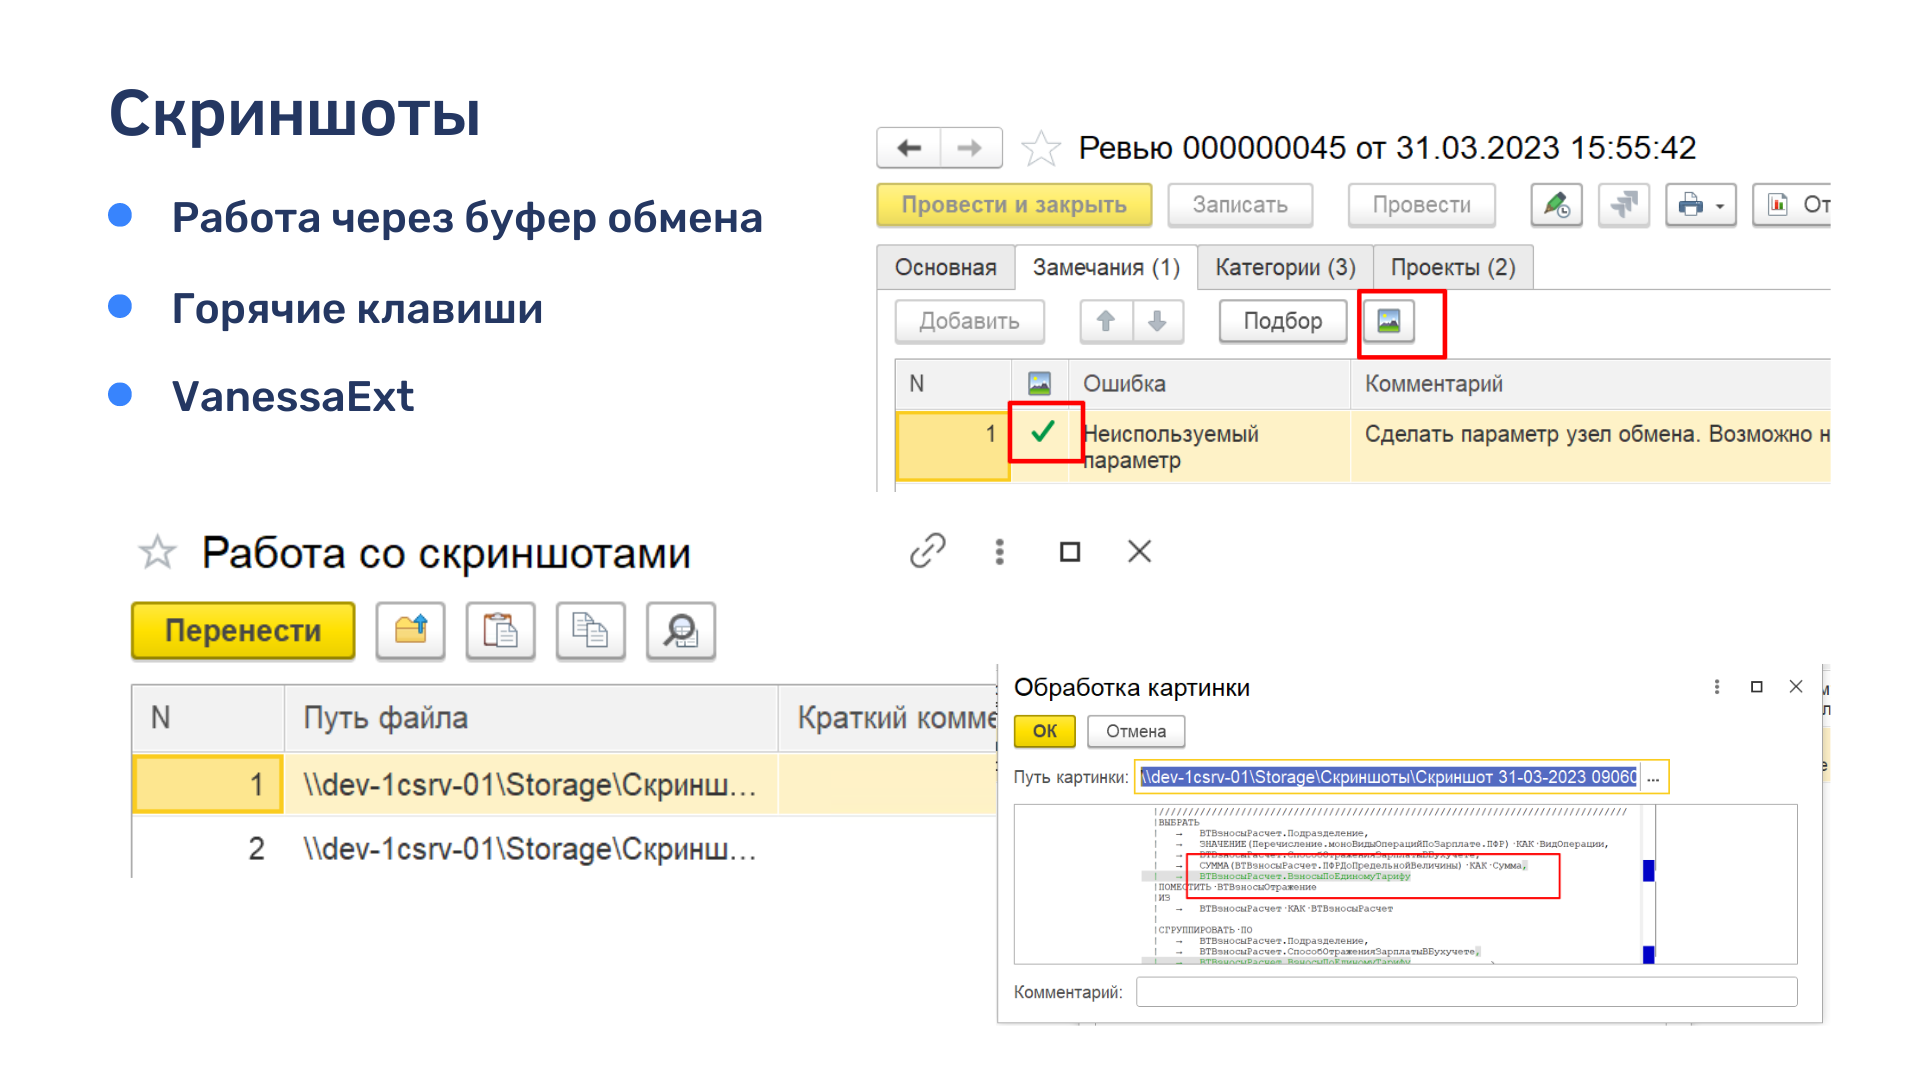 Скриншоты
Работа через буфер обмена
Горячие клавиши
VanessaExt
Ревью 000000045 от 31.03.2023 15:55:42
Провести и закрыть Записать Провести От
Основная Замечания (1) Категории (3) Проекты (2)
Добавить Подбор
N Ошибка Комментарий
1 Неиспользуемый Сделать параметр узел обмена. Возможно н
параметр
Работа со скриншотами
Перенести
N Путь файла Краткий комме
1 \\dev-1csrv-01\Storage\Скринш...
2 \\dev-1csrv-01\Storage\Скринш...
Обработка картинки
ОК Отмена
Путь картинки: \\dev-1csrv-01\Storage\Скриншоты\Скриншот 31-03-2023 09060 ...
|ВЫБРАТЬ
| → ВТВзносыРасчет.Подразделение,
| → ЗНАЧЕНИЕ(Перечисление.моноВидыОперацийПоЗарплате.ПФР)·КАК·ВидОперации,
| → ВТВзносыРасчет.СпособОтраженияЗарплатыВБухучете,
| → СУММА(ВТВзносыРасчет.ПФРДоПредельнойВеличины)·КАК·Сумма,
| → ВТВзносыРасчет.ВзносыПоЕдиномуТарифу
|ПОМЕСТИТЬ·ВТВзносыОтражение
|ИЗ
| → ВТВзносыРасчет·КАК·ВТВзносыРасчет
|
|СГРУППИРОВАТЬ·ПО
| → ВТВзносыРасчет.Подразделение,
| → ВТВзносыРасчет.СпособОтраженияЗарплатыВБухучете,
| → ВТВзносыРасчет.ВзносыПоЕдиномуТарифу
Комментарий: